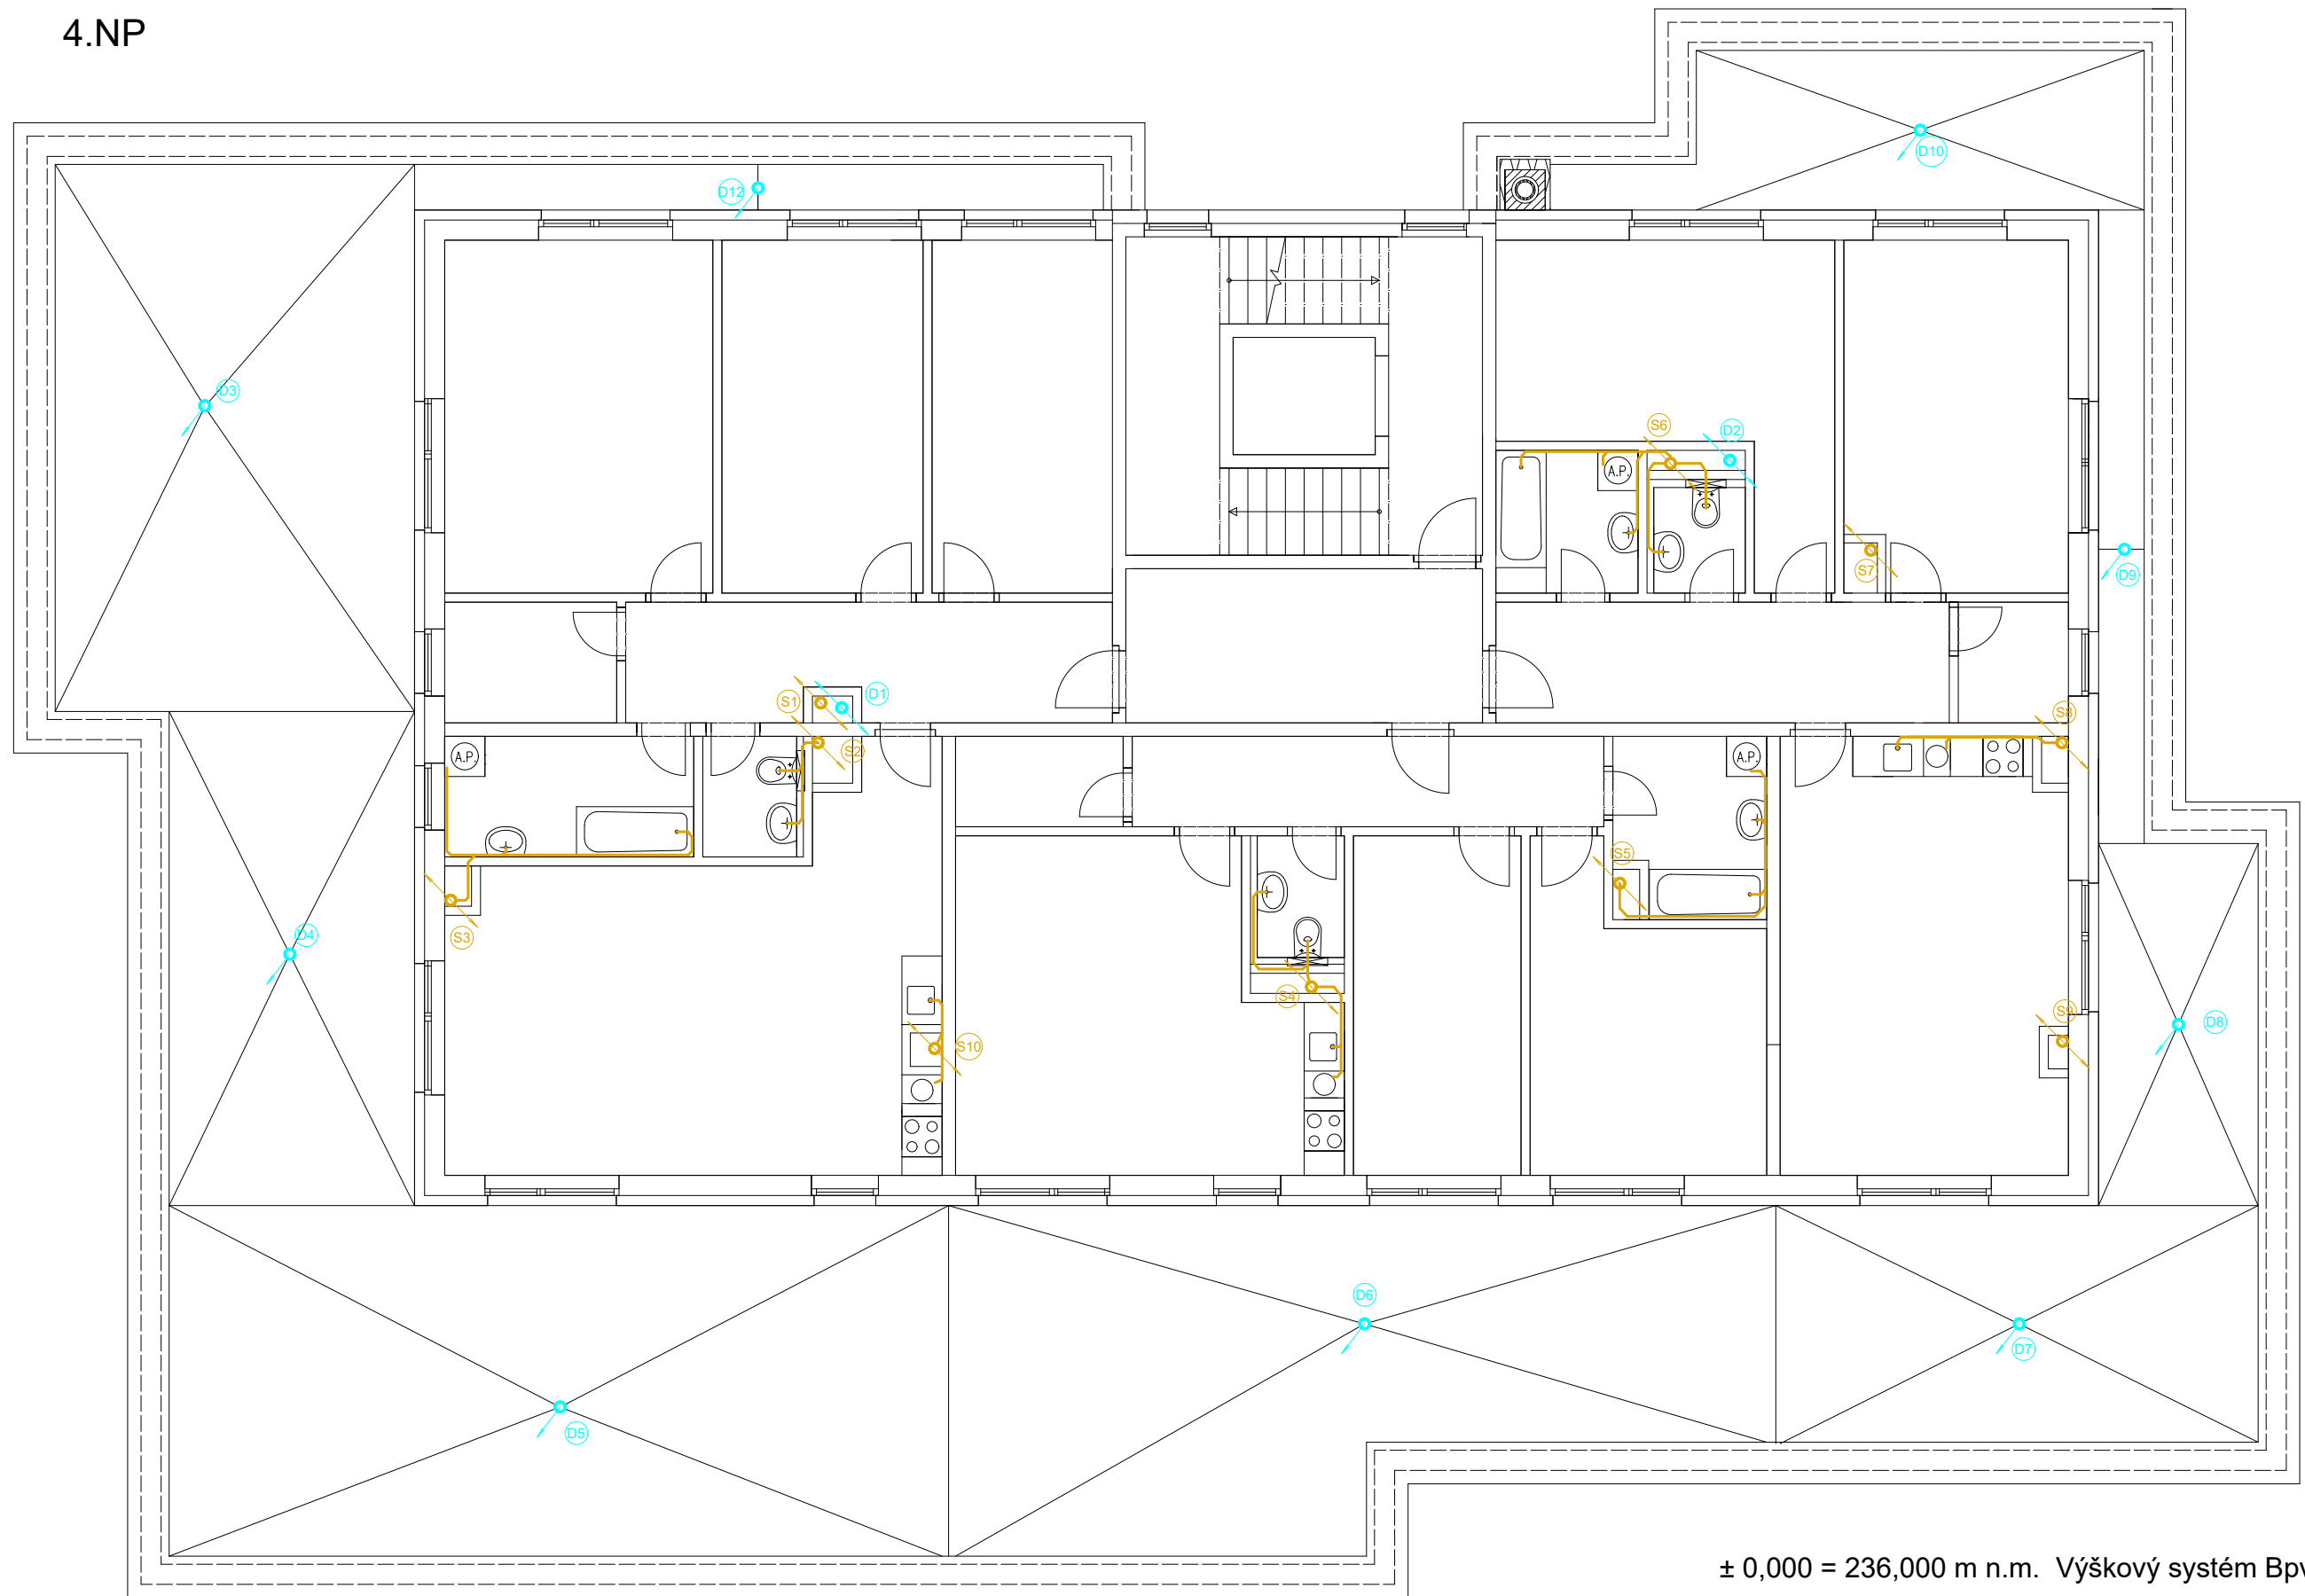 4.NP
D10
D12
D3
S6
D2
A.P.
S7
D9
S1
D1
S8
S2
A.P.
A.P.
S5
S3
D4
S4
S10
S9
D8
D6
D7
D5
± 0,000 = 236,000 m n.m. Výškový systém Bpv